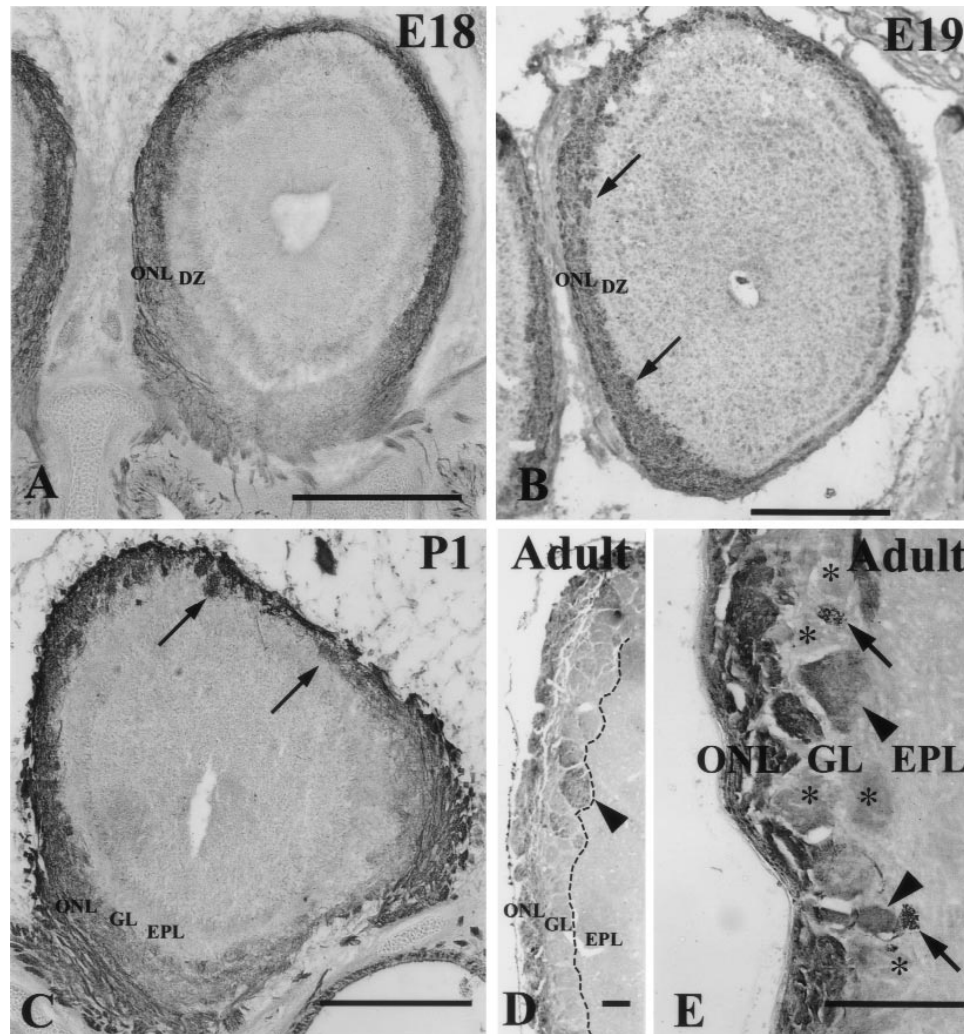 E18
ONL DZ
A
E19
ONL DZ
B
P1
ONL GL EPL
C
Adult
ONL GL EPL
D
Adult
* 
*
ONL GL EPL
* *
*
E